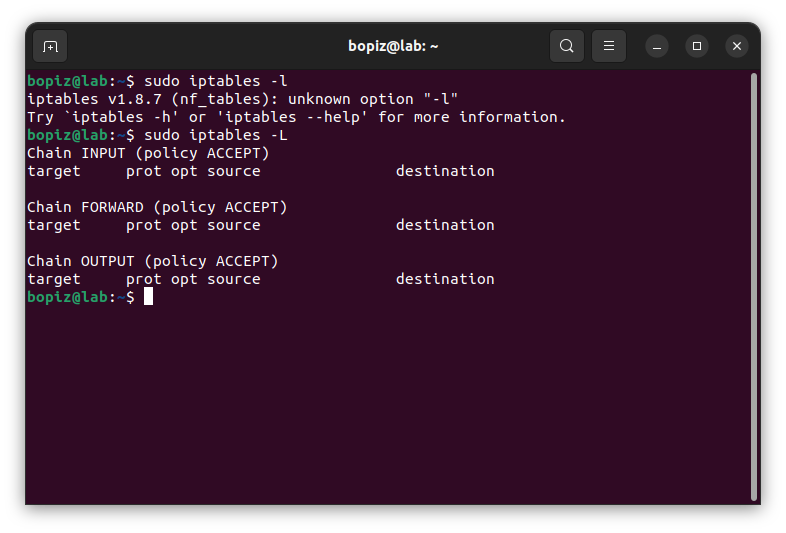 bopiz@lab: ~
bopiz@lab:~$ sudo iptables -l
iptables v1.8.7 (nf_tables): unknown option "-l"
Try `iptables -h' or 'iptables --help' for more information.
bopiz@lab:~$ sudo iptables -L
Chain INPUT (policy ACCEPT)
target     prot opt source               destination

Chain FORWARD (policy ACCEPT)
target     prot opt source               destination

Chain OUTPUT (policy ACCEPT)
target     prot opt source               destination
bopiz@lab:~$